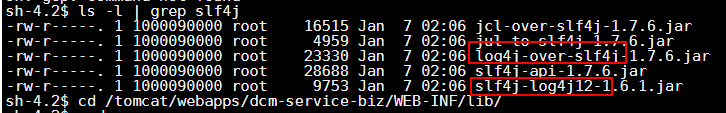 sh-4.2$ ls -l | grep slf4j
-rw-r-----. 1 1000090000 root 16515 Jan 7 02:06 jcl-over-slf4j-1.7.6.jar
-rw-r-----. 1 1000090000 root 4959 Jan 7 02:06 jul-to-slf4j-1.7.6.jar
-rw-r-----. 1 1000090000 root 23330 Jan 7 02:06 log4j-over-slf4j-1.7.6.jar
-rw-r-----. 1 1000090000 root 28688 Jan 7 02:06 slf4j-api-1.7.6.jar
-rw-r-----. 1 1000090000 root 9753 Jan 7 02:06 slf4j-log4j12-1.6.1.jar
sh-4.2$ cd /tomcat/webapps/dcm-service-biz/WEB-INF/lib/